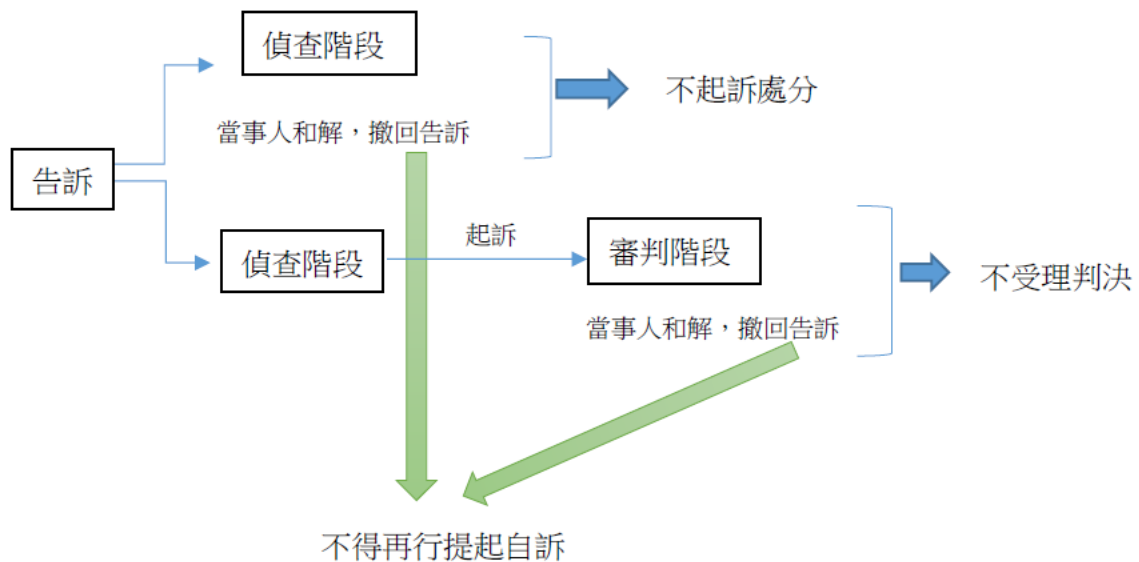 偵查階段
不起訴處分
當事人和解，撤回告訴
告訴
起訴
偵查階段
審判階段
不受理判決
當事人和解，撤回告訴
不得再行提起自訴